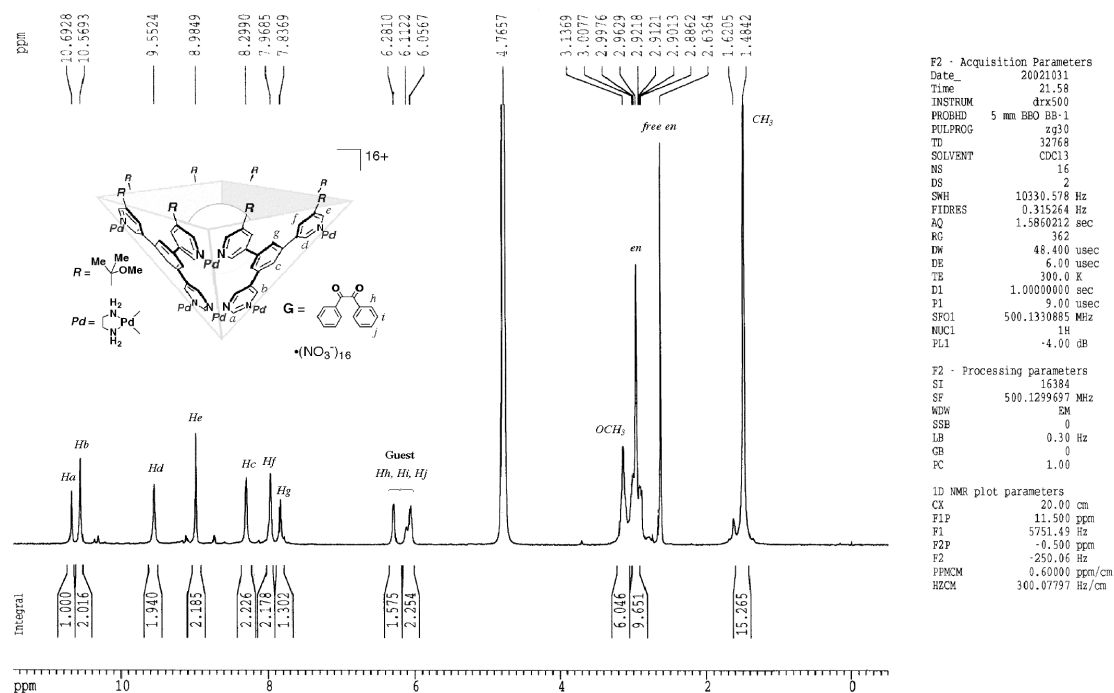 ppm
10.6928
10.5693
9.5524
8.9849
8.2990
7.9685
7.8369
6.2810
6.1122
6.0567
4.7657
3.1369
3.0077
2.9976
2.9629
2.9218
2.9121
2.9013
2.8862
2.6364
1.6205
1.4842
free en
CH3
16+
R R R R
R R R R
f e
N N N N
Pd Pd Pd
g d
c
b
N N N N
Pd Pd Pd Pd
a
R = Me Me OMe
Pd = H2 N Pd N H2
G = O O h i j
•(NO3-)16
en
OCH3
Ha
Hb
Hd
He
Hc
Hf
Hg
Guest
Hh, Hi, Hj
Integral
1.000
2.016
1.940
2.185
2.226
2.178
1.302
1.575
2.254
6.046
9.651
15.265
ppm 10 8 6 4 2 0
F2 - Acquisition Parameters
Date_ 20021031
Time 21.58
INSTRUM drx500
PROBHD 5 mm BBO BB-1
PULPROG zg30
TD 32768
SOLVENT CDCl3
NS 16
DS 2
SWH 10330.578 Hz
FIDRES 0.315264 Hz
AQ 1.5860212 sec
RG 362
DW 48.400 usec
DE 6.00 usec
TE 300.0 K
D1 1.00000000 sec
P1 9.00 usec
SFO1 500.1330885 MHz
NUC1 1H
PL1 -4.00 dB
F2 - Processing parameters
SI 16384
SF 500.1299697 MHz
WDW EM
SSB 0
LB 0.30 Hz
GB 0
PC 1.00
1D NMR plot parameters
CX 20.00 cm
F1P 11.500 ppm
F1 5751.49 Hz
F2P -0.500 ppm
F2 -250.06 Hz
PPMCM 0.60000 ppm/cm
HZCM 300.07797 Hz/cm